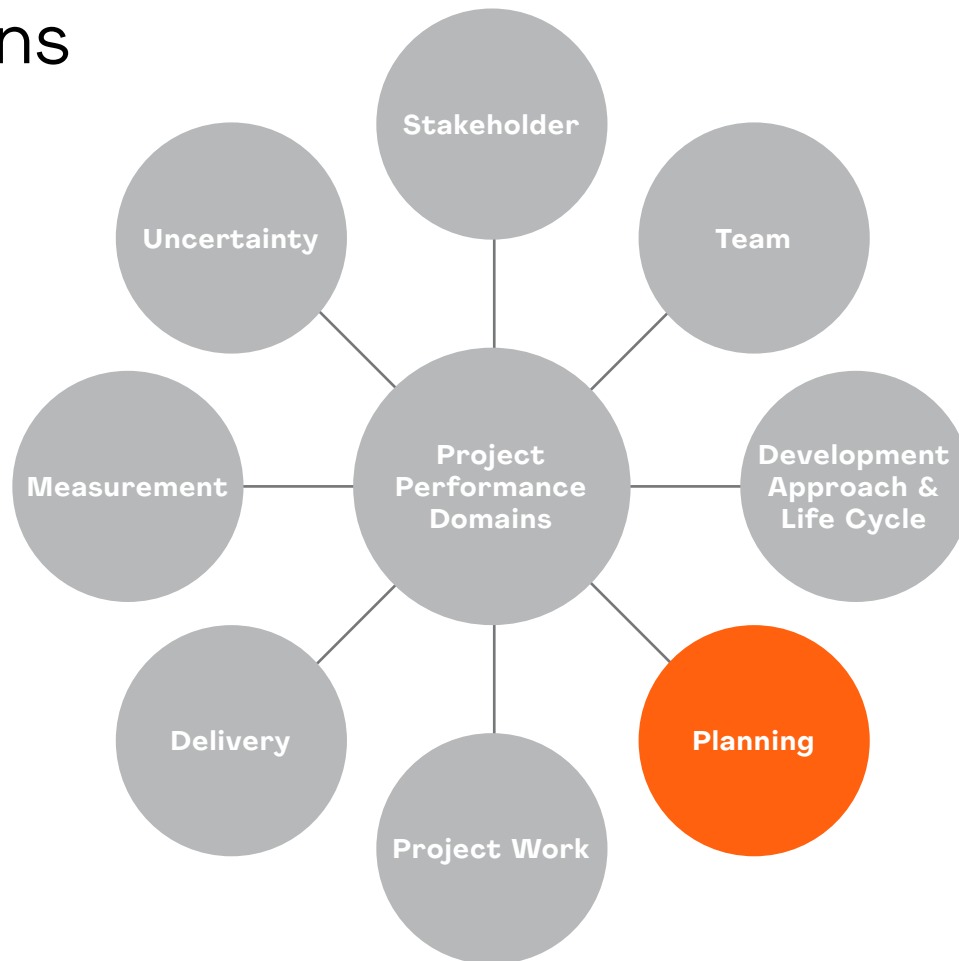 ns
Stakeholder
Uncertainty
Team
Measurement
Project
Performance
Domains
Development
Approach &
Life Cycle
Delivery
Planning
Project Work